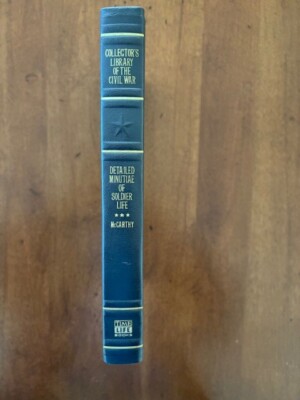 COLLECTOR'S
LIBRARY
OF THE
CIVIL WAR
DETAILED
MINUTIAE
OF
SOLDIER
LIFE
McCARTHY
TIME
LIFE
BOOKS